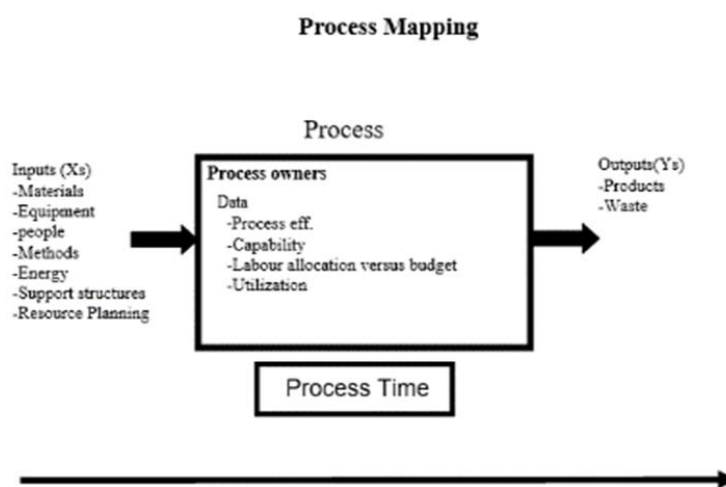 Process Mapping
Process
Inputs (Xs)
-Materials
-Equipment
-people
-Methods
-Energy
-Support structures
-Resource Planning
Process owners
Data
-Process eff.
-Capability
-Labour allocation versus budget
-Utilization
Outputs(Ys)
-Products
-Waste
Process Time